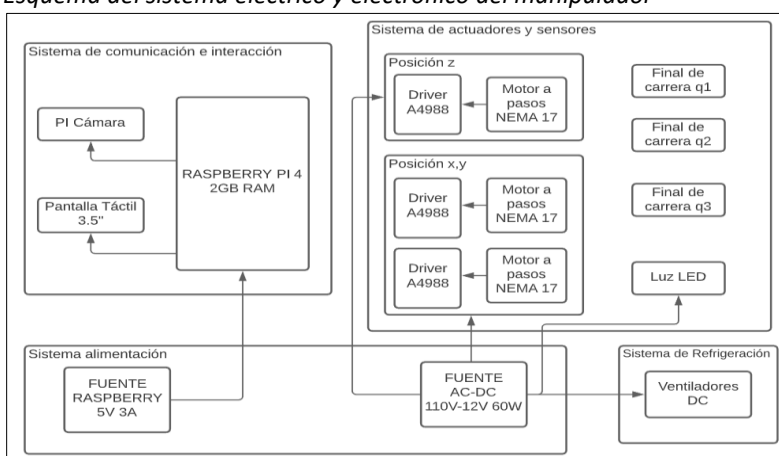 Esquema del sistema eléctrico y electrónico del manipulador
Sistema de comunicación e interacción
PI Cámara
Pantalla Táctil
3.5"
RASPBERRY PI 4
2GB RAM
Sistema de actuadores y sensores
Posición z
Driver
A4988
Motor a
pasos
NEMA 17
Posición x,y
Driver
A4988
Motor a
pasos
NEMA 17
Driver
A4988
Motor a
pasos
NEMA 17
Final de
carrera q1
Final de
carrera q2
Final de
carrera q3
Luz LED
Sistema alimentación
FUENTE
RASPBERRY
5V 3A
FUENTE
AC-DC
110V-12V 60W
Sistema de Refrigeración
Ventiladores
DC